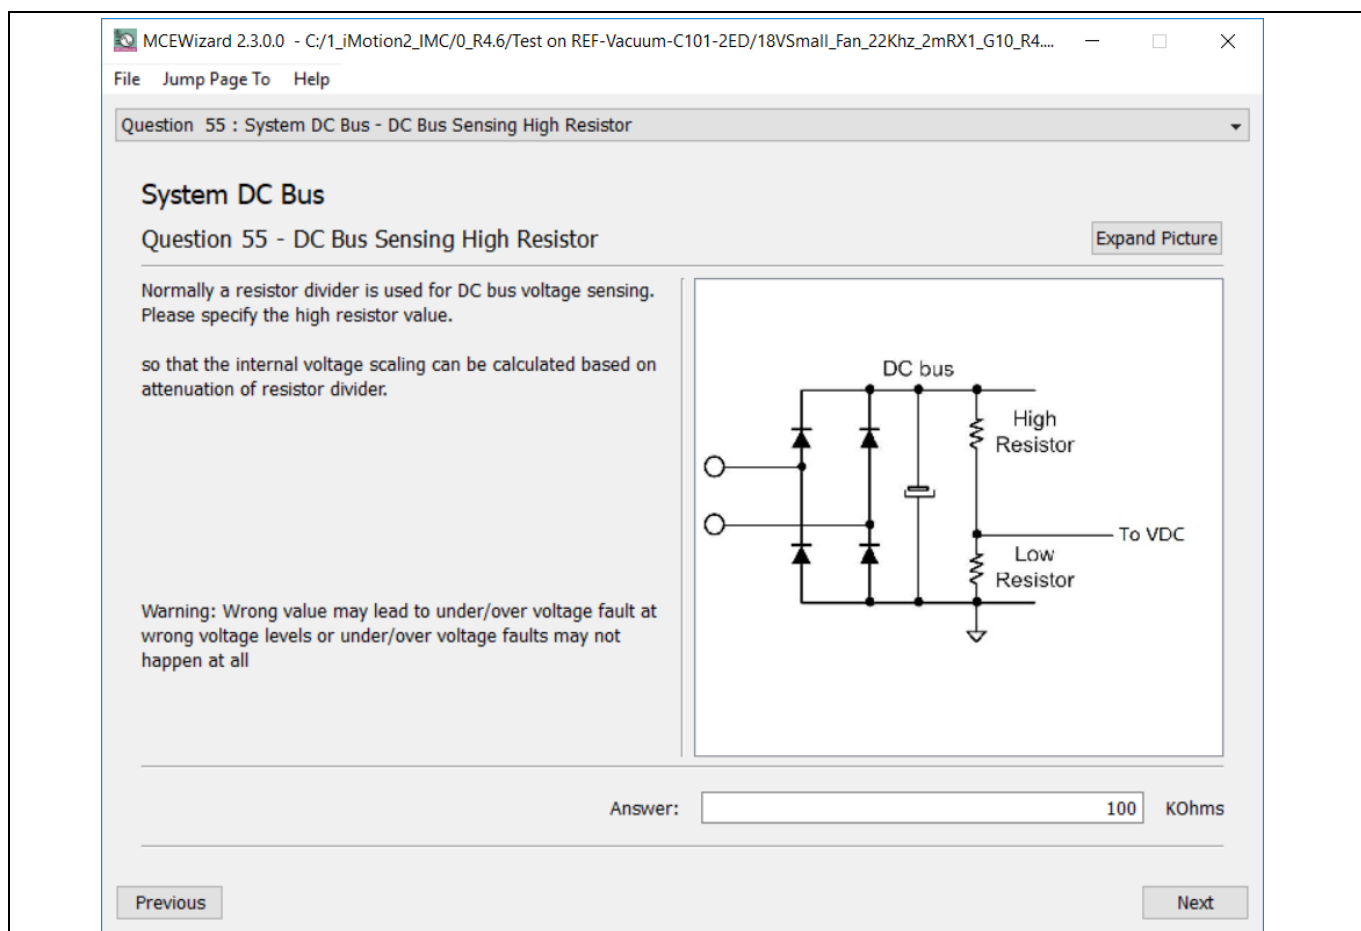 MCEWizard 2.3.0.0 - C:/1_iMotion2_IMC/0_R4.6/Test on REF-Vacuum-C101-2ED/18VSmall_Fan_22Khz_2mRX1_G10_R4....
File Jump Page To Help
Question 55 : System DC Bus - DC Bus Sensing High Resistor
System DC Bus
Question 55 - DC Bus Sensing High Resistor
Expand Picture
Normally a resistor divider is used for DC bus voltage sensing.
Please specify the high resistor value.
so that the internal voltage scaling can be calculated based on
attenuation of resistor divider.
Warning: Wrong value may lead to under/over voltage fault at
wrong voltage levels or under/over voltage faults may not
happen at all
DC bus
High
Resistor
To VDC
Low
Resistor
Answer: 100 KOhms
Previous
Next